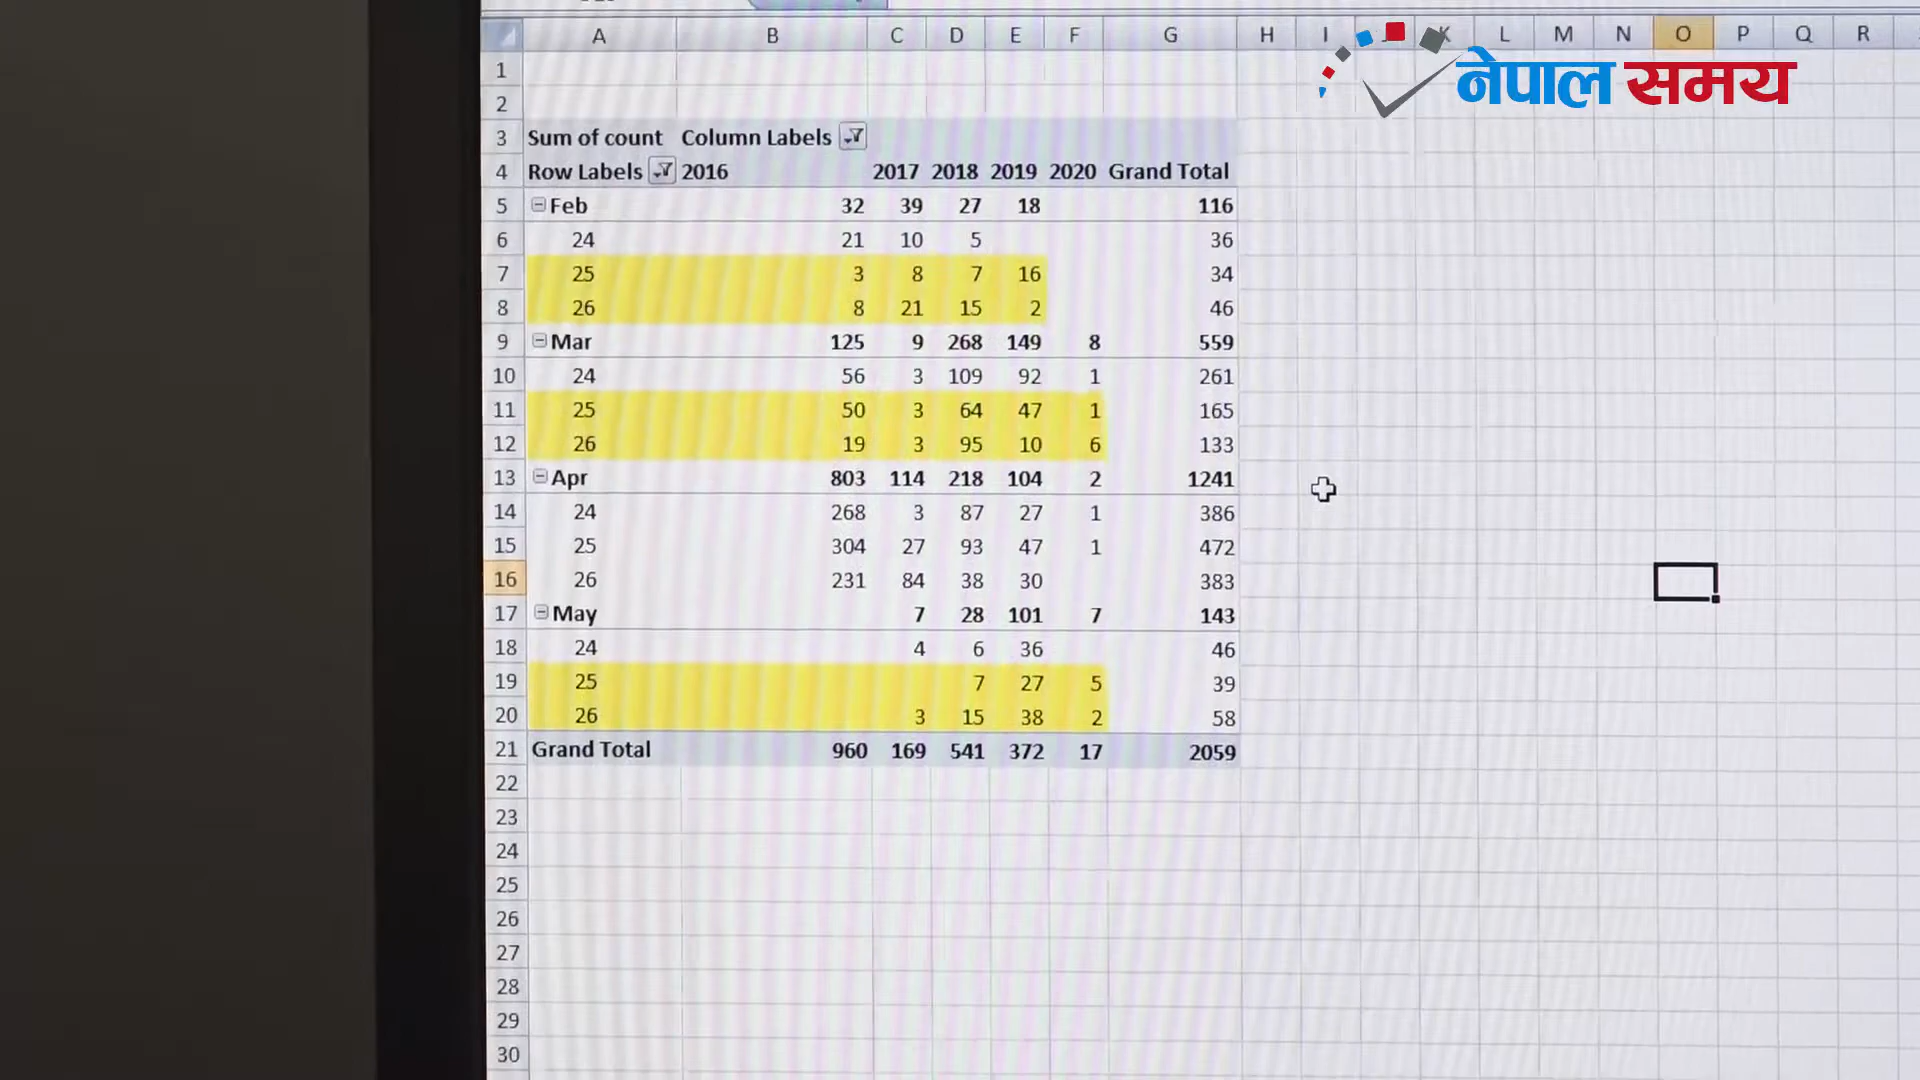 A B C D E F G H I K L M N O P Q R
नेपाल समय
1
2
3 Sum of count Column Labels
4 Row Labels 2016 2017 2018 2019 2020 Grand Total
5 Feb 32 39 27 18 116
6 24 21 10 5 36
7 25 3 8 7 16 34
8 26 8 21 15 2 46
9 Mar 125 9 268 149 8 559
10 24 56 3 109 92 1 261
11 25 50 3 64 47 1 165
12 26 19 3 95 10 6 133
13 Apr 803 114 218 104 2 1241
14 24 268 3 87 27 1 386
15 25 304 27 93 47 1 472
16 26 231 84 38 30 383
17 May 7 28 101 7 143
18 24 4 6 36 46
19 25 7 27 5 39
20 26 3 15 38 2 58
21 Grand Total 960 169 541 372 17 2059
22
23
24
25
26
27
28
29
30